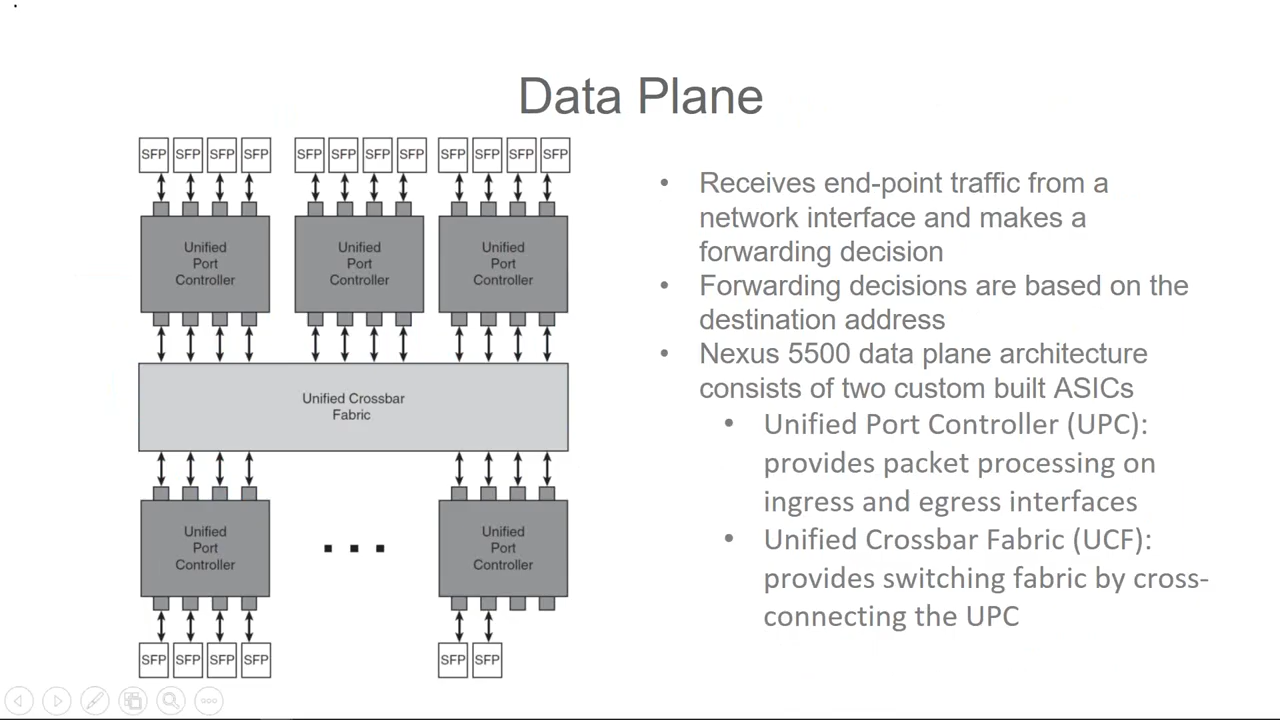 Data Plane
SFP SFP SFP SFP SFP SFP SFP SFP SFP SFP SFP SFP
Unified
Port
Controller
Unified
Port
Controller
Unified
Port
Controller
Unified Crossbar
Fabric
Unified
Port
Controller
Unified
Port
Controller
SFP SFP SFP SFP SFP SFP
• Receives end-point traffic from a
network interface and makes a
forwarding decision
• Forwarding decisions are based on the
destination address
• Nexus 5500 data plane architecture
consists of two custom built ASICs
• Unified Port Controller (UPC):
provides packet processing on
ingress and egress interfaces
• Unified Crossbar Fabric (UCF):
provides switching fabric by cross-
connecting the UPC